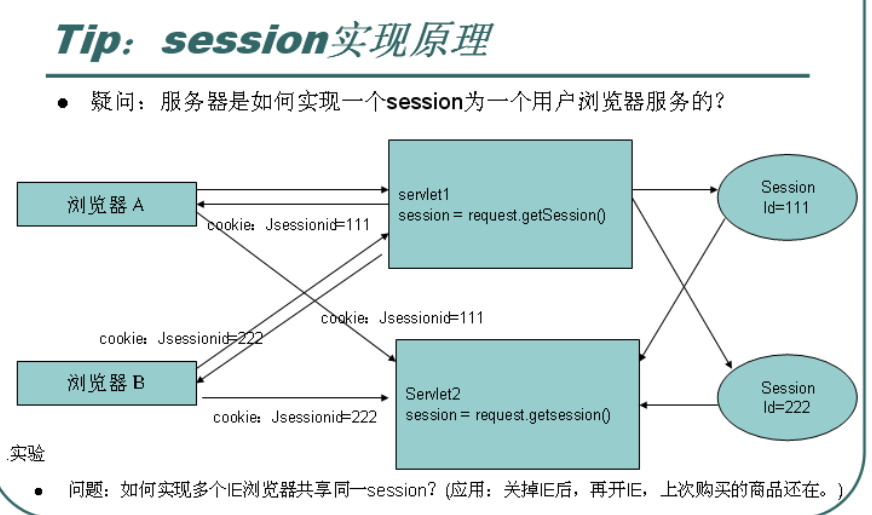 Tip：session实现原理
● 疑问：服务器是如何实现一个session为一个用户浏览器服务的？
浏览器 A
servlet1
session = request.getSession()
Session
Id=111
cookie：Jsessionid=111
cookie：Jsessionid=111
cookie：Jsessionid=222
浏览器 B
Servlet2
session = request.getsession()
Session
Id=222
cookie：Jsessionid=222
.实验
● 问题：如何实现多个IE浏览器共享同一session？(应用：关掉IE后，再开IE，上次购买的商品还在。)